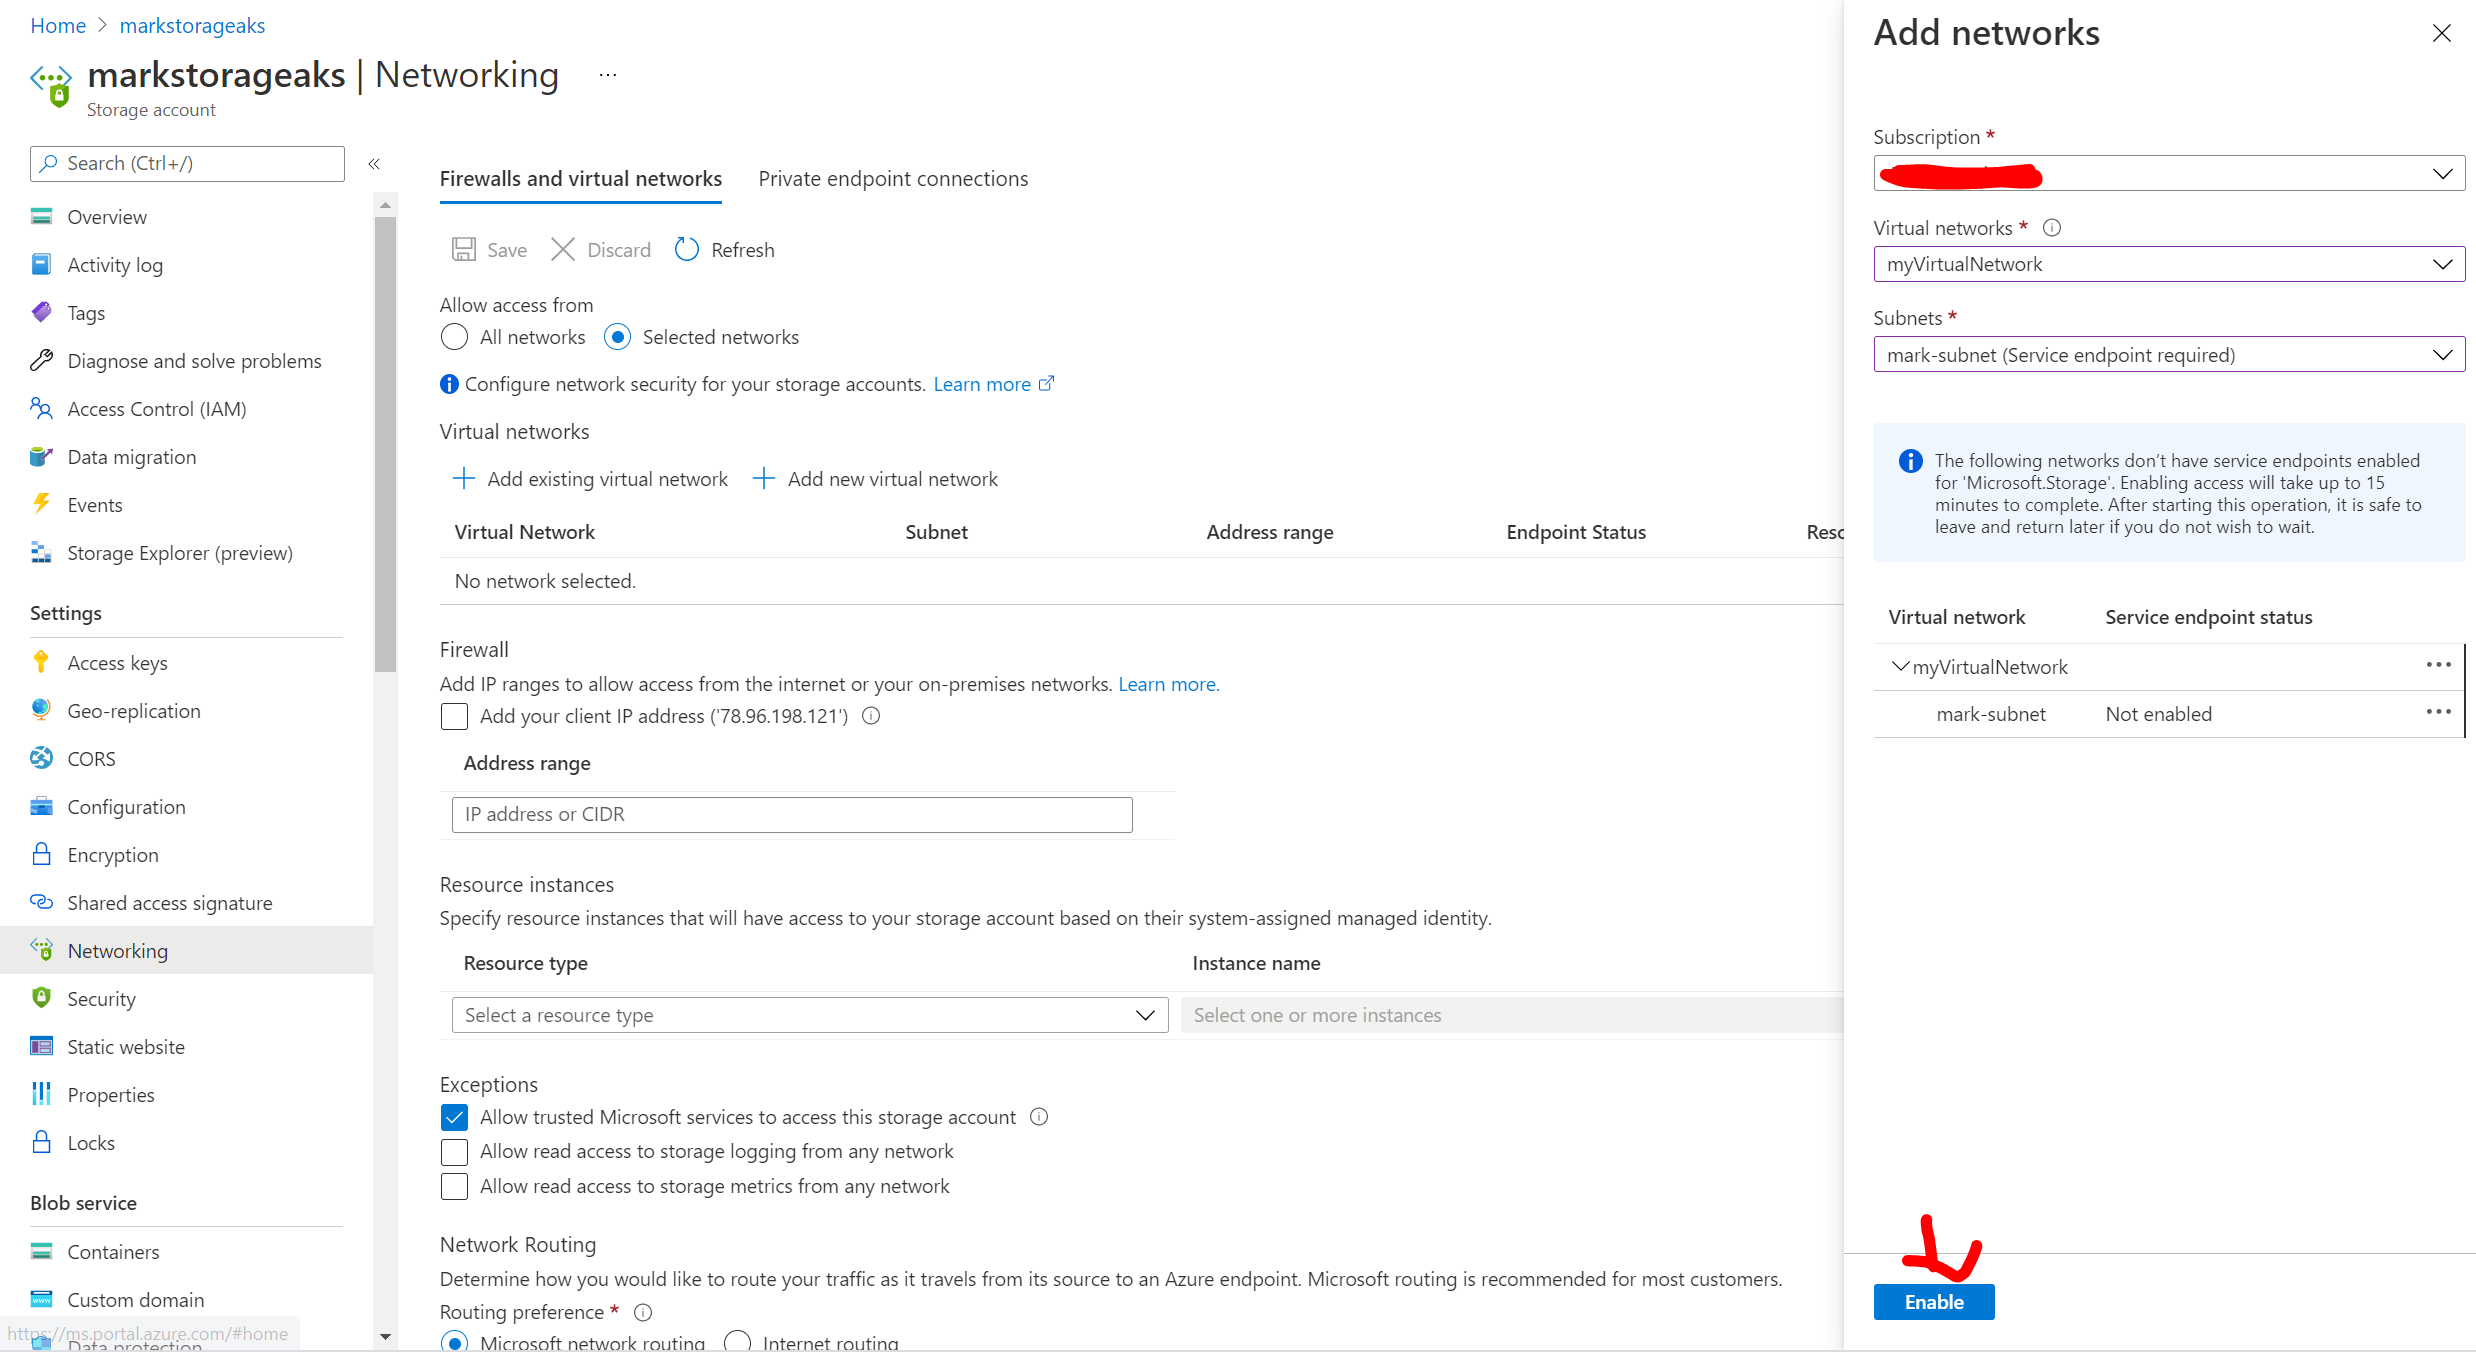 Home > markstorageaks
markstorageaks | Networking ...
Storage account
Search (Ctrl+/)
«
Overview
Activity log
Tags
Diagnose and solve problems
Access Control (IAM)
Data migration
Events
Storage Explorer (preview)
Settings
Access keys
Geo-replication
CORS
Configuration
Encryption
Shared access signature
Networking
Security
Static website
Properties
Locks
Blob service
Containers
Custom domain
Data protection
https://ms.portal.azure.com/#home
Firewalls and virtual networks Private endpoint connections
Save Discard Refresh
Allow access from
All networks Selected networks
Configure network security for your storage accounts. Learn more
Virtual networks
+ Add existing virtual network + Add new virtual network
Virtual Network Subnet Address range Endpoint Status Resc
No network selected.
Firewall
Add IP ranges to allow access from the internet or your on-premises networks. Learn more.
Add your client IP address ('78.96.198.121')
Address range
IP address or CIDR
Resource instances
Specify resource instances that will have access to your storage account based on their system-assigned managed identity.
Resource type Instance name
Select a resource type Select one or more instances
Exceptions
Allow trusted Microsoft services to access this storage account
Allow read access to storage logging from any network
Allow read access to storage metrics from any network
Network Routing
Determine how you would like to route your traffic as it travels from its source to an Azure endpoint. Microsoft routing is recommended for most customers.
Routing preference *
Microsoft network routing Internet routing
Add networks
Subscription *
Virtual networks *
myVirtualNetwork
Subnets *
mark-subnet (Service endpoint required)
The following networks don’t have service endpoints enabled
for 'Microsoft.Storage'. Enabling access will take up to 15
minutes to complete. After starting this operation, it is safe to
leave and return later if you do not wish to wait.
Virtual network Service endpoint status
myVirtualNetwork ...
mark-subnet Not enabled ...
Enable